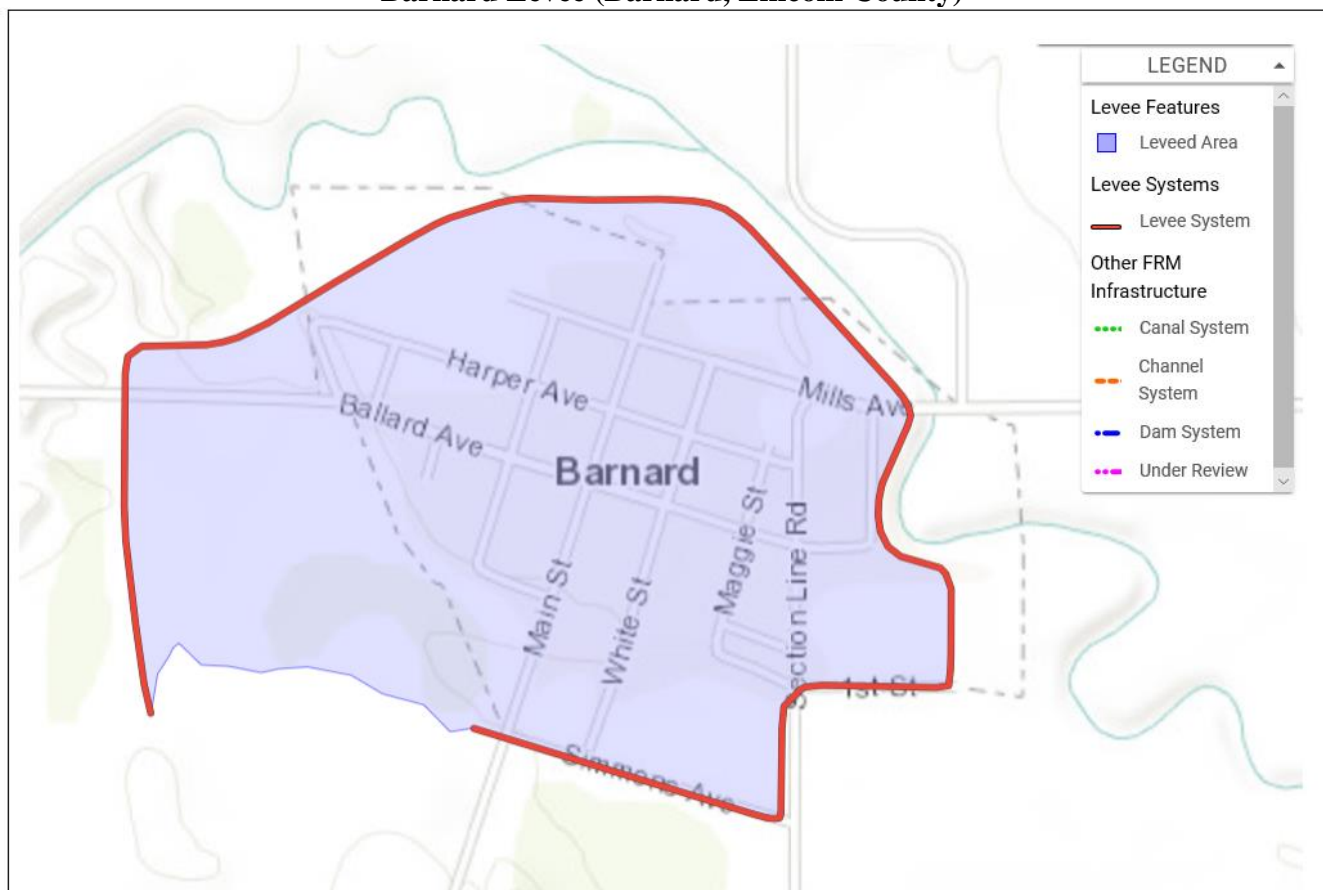 Barnard Levee (Barnard, Lincoln County)
LEGEND
Levee Features
Leveed Area
Levee Systems
Levee System
Other FRM
Infrastructure
Canal System
Channel
System
Dam System
Under Review
Harper Ave
Mills Ave
Ballard Ave
Barnard
Maggie St
Section Line Rd
Main St
White St
1st St
Simmons Ave